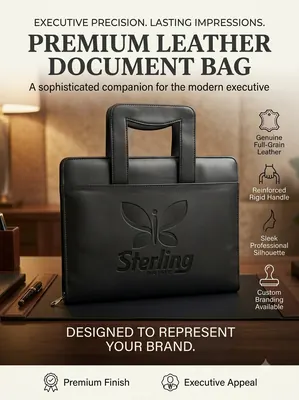 EXECUTIVE PRECISION. LASTING IMPRESSIONS.
PREMIUM LEATHER
DOCUMENT BAG
A sophisticated companion for the modern executive
Genuine
Full-Grain
Leather
Reinforced
Rigid Handle
Sleek
Professional
Silhouette
Custom
Branding
Available
Sterling
DESIGNED TO REPRESENT
YOUR BRAND.
Premium Finish
Executive Appeal